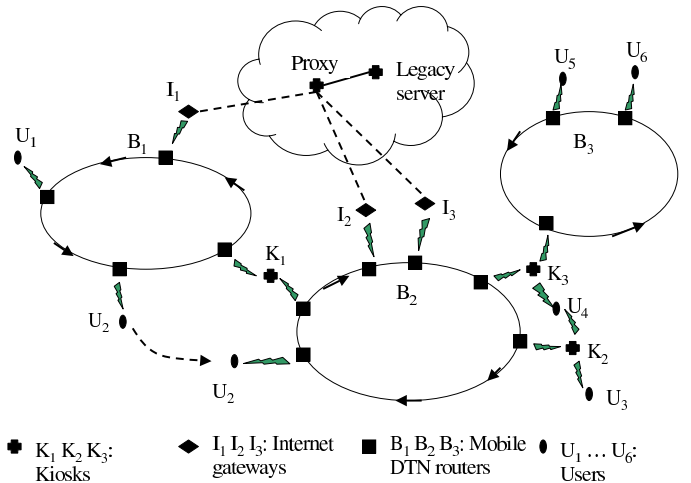 Proxy
Legacy
server
U5
U6
I1
U1
B1
B3
I2
I3
K1
K3
B2
U4
U2
K2
U2
U3
K1 K2 K3:
Kiosks
I1 I2 I3: Internet
gateways
B1 B2 B3: Mobile
DTN routers
U1 … U6:
Users